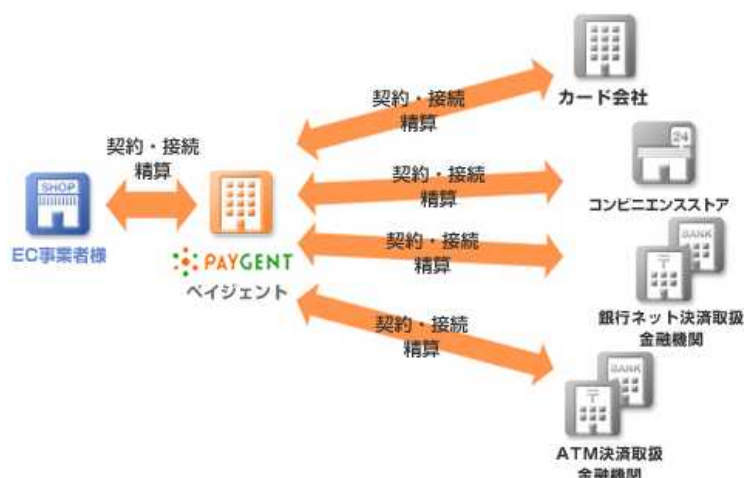 カード会社
契約・接続
精算
24
コンビニエンスストア
契約・接続
精算
契約・接続
精算
SHOP
EC事業者様
PAYGENT
ペイジェント
契約・接続
精算
BANK
〒
銀行ネット決済取扱
金融機関
契約・接続
精算
BANK
〒
ATM決済取扱
金融機関